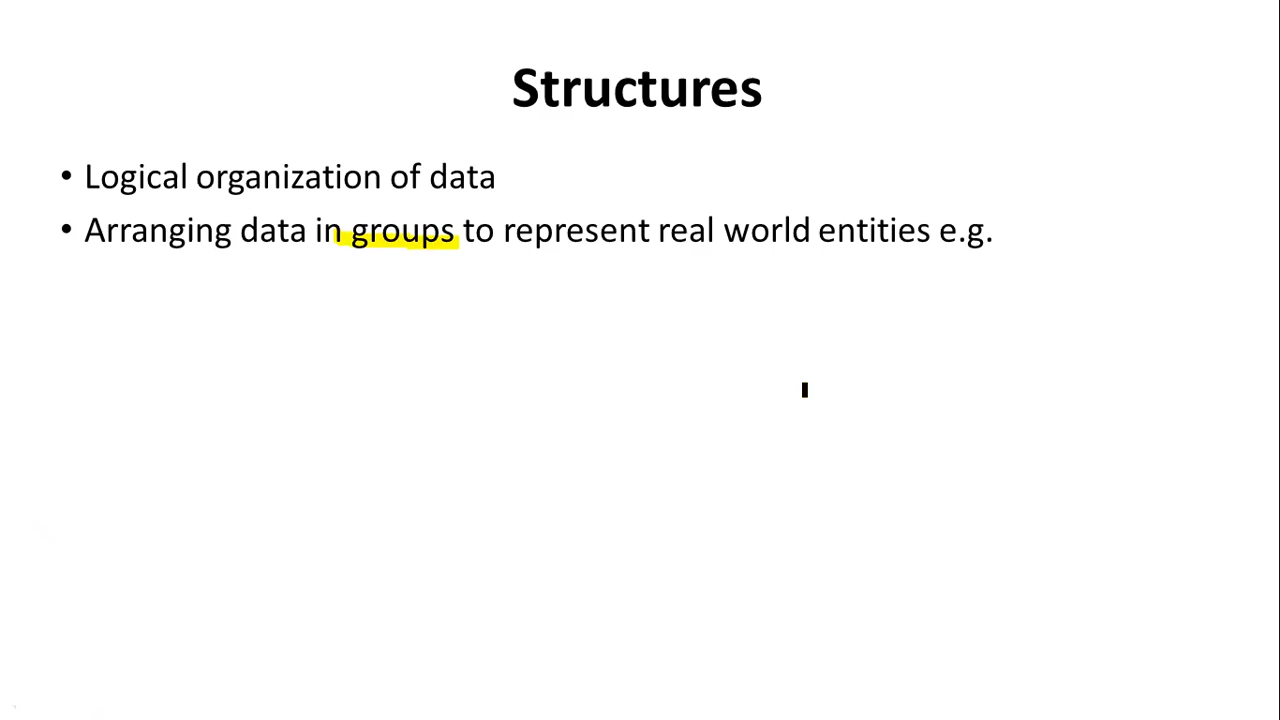 Structures
• Logical organization of data
• Arranging data in groups to represent real world entities e.g.